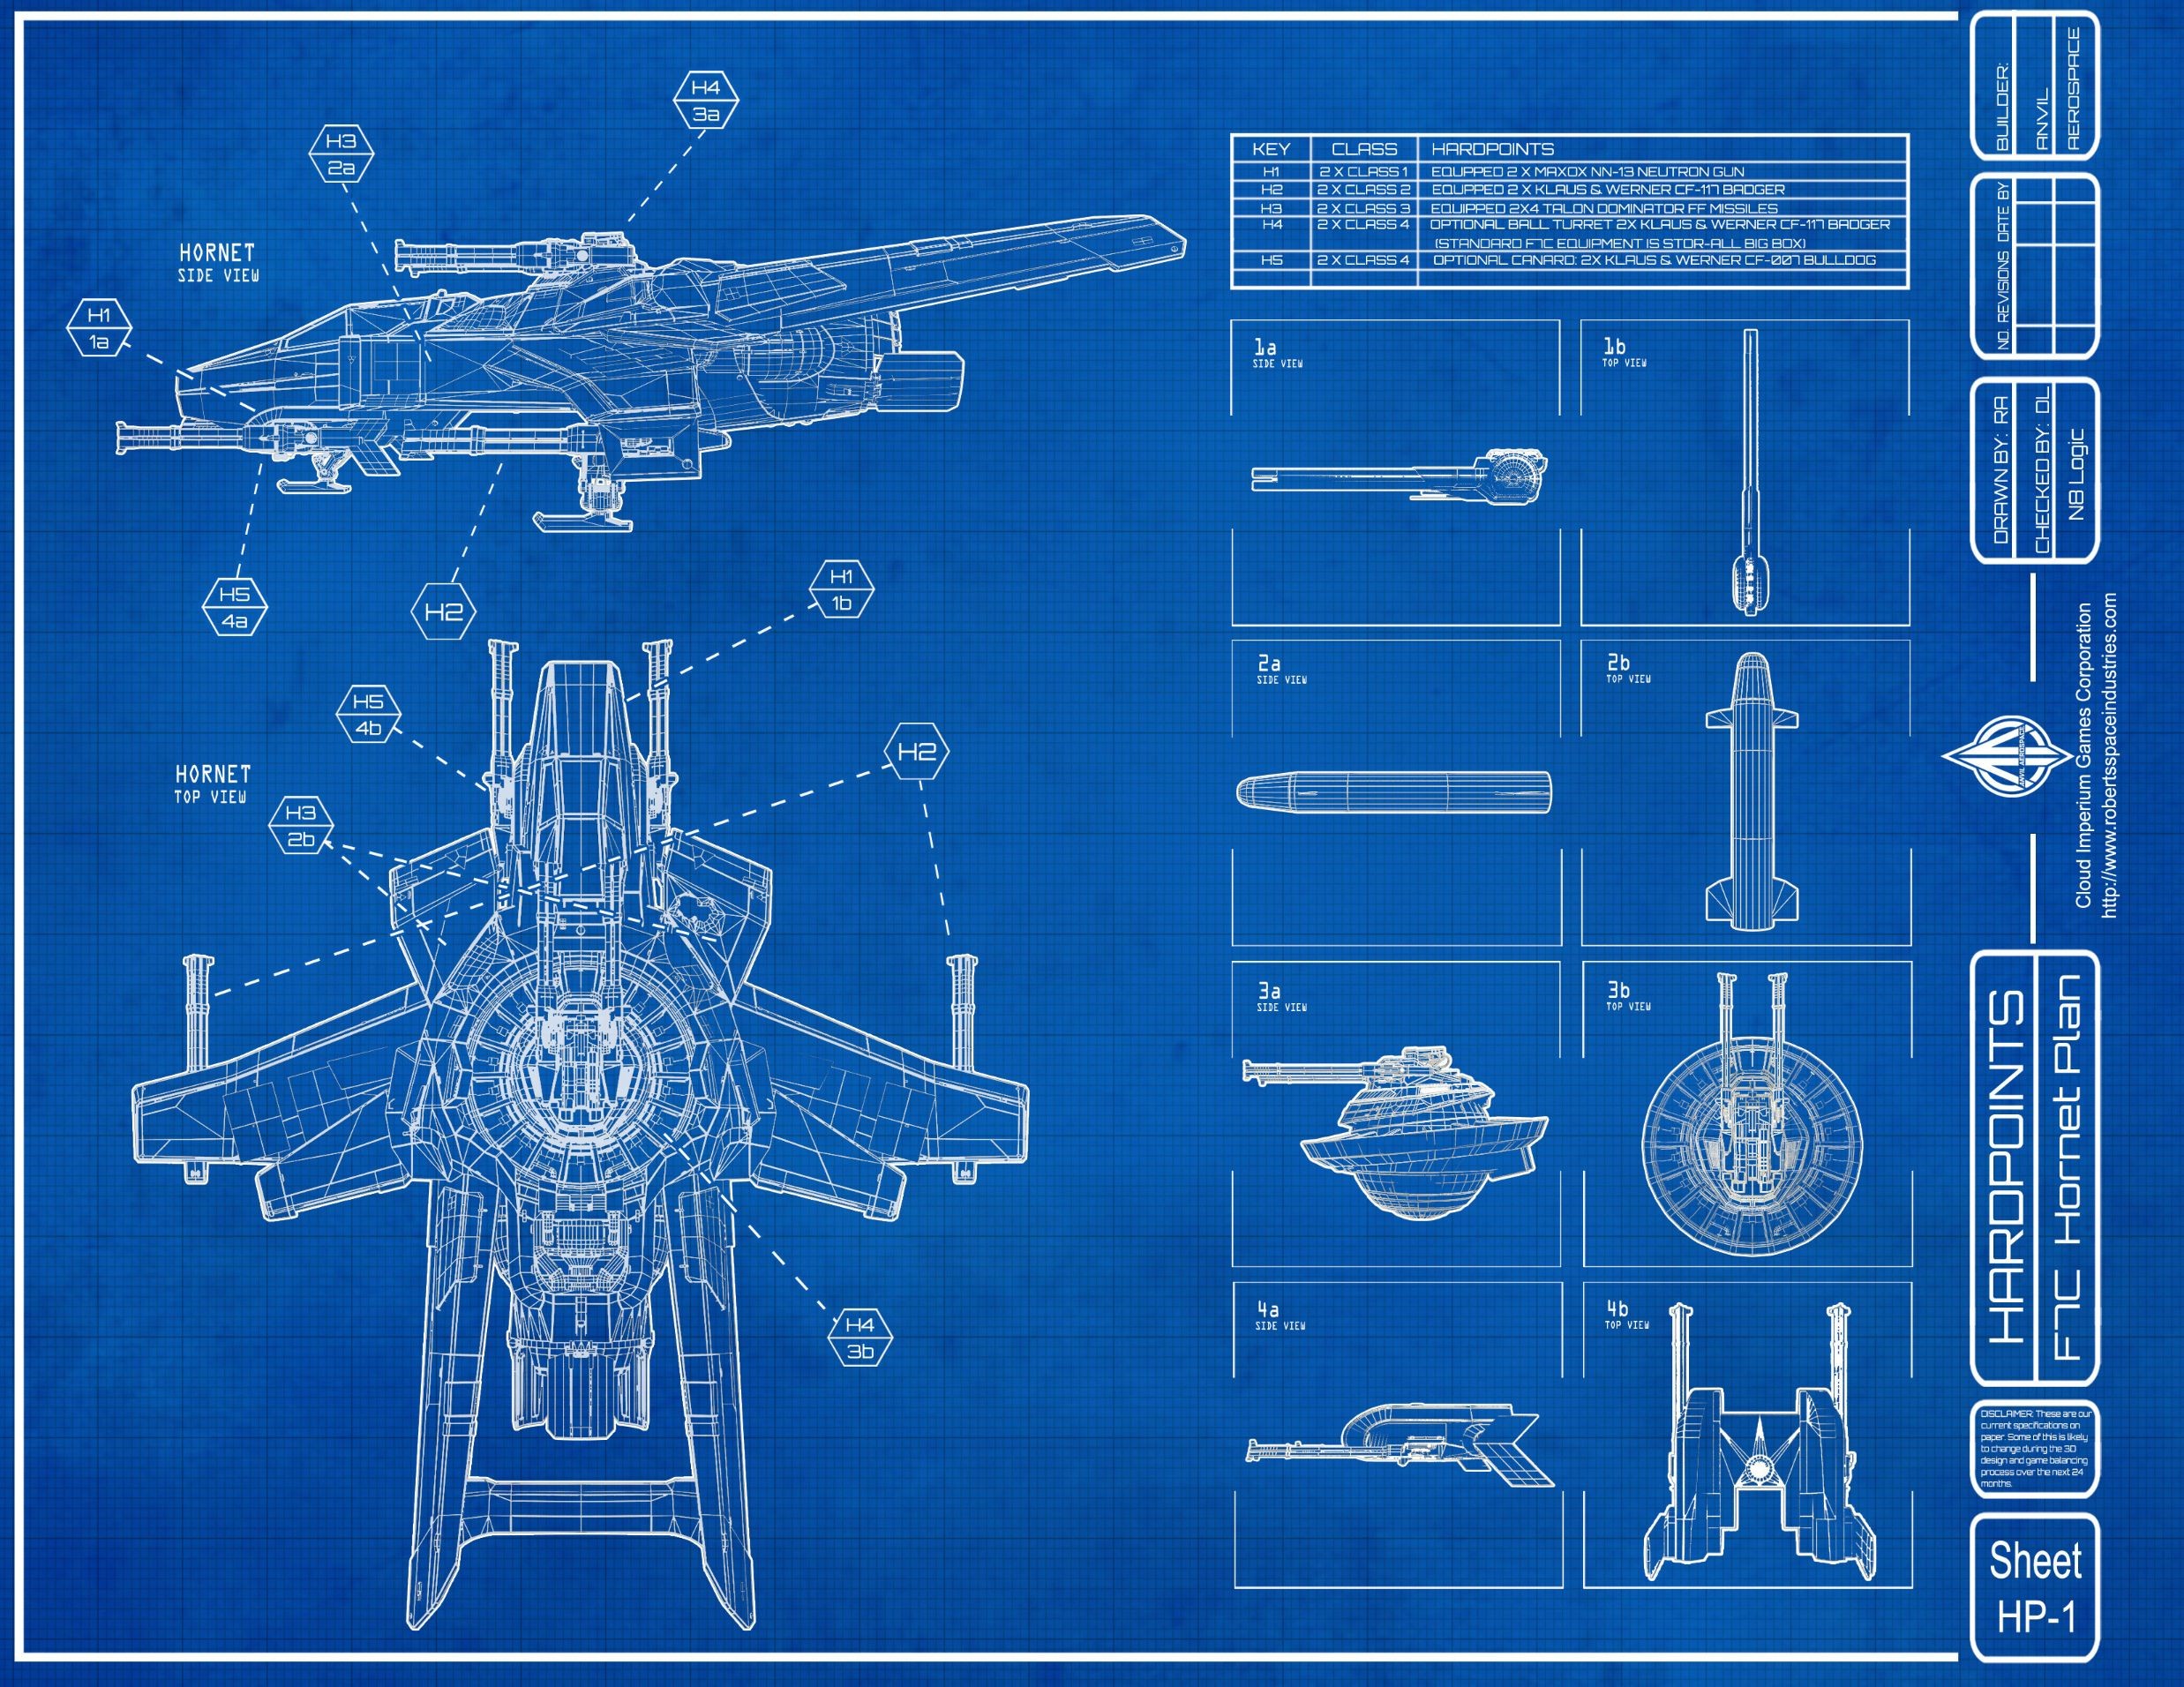 H4
3a
H3
2a
HORNET
SIDE VIEW
H1
1a
H5
4a
H2
H1
1b
H5
4b
H2
HORNET
TOP VIEW
H3
2b
H4
3b
KEY CLASS HARDPOINTS
H1 2 X CLASS 1 EQUPPED 2 X MAXOX NN-13 NEUTRON GUN
H2 2 X CLASS 2 EQUPPED 2 X KLAUS & WERNER CF-117 BADGER
H3 2 X CLASS 3 EQUIPPED 2X4 TALON DOMINATOR FF MISSILES
H4 2 X CLASS 4 OPTIONAL BALL TURRET 2X KLAUS & WERNER CF-117 BADGER
(STANDARD F7C EQUIPMENT IS STOR-ALL BIG BOX)
H5 2 X CLASS 4 OPTIONAL CANARD: 2X KLAUS & WERNER CF-007 BULLDOG
1a
SIDE VIEW
1b
TOP VIEW
2a
SIDE VIEW
2b
TOP VIEW
3a
SIDE VIEW
3b
TOP VIEW
4a
SIDE VIEW
4b
TOP VIEW
BUILDER:
ANVIL
AEROSPACE
NO. REVISIONS DATE BY
DRAWN BY: RA
CHECKED BY: DL
NB Logic
Cloud Imperium Games Corporation
http://www.robertsspaceindustries.com
ANVIL AEROSPACE
HARDPOINTS
F7C Hornet Plan
DISCLAIMER: These are our
current specifications on
paper. Some of this is likely
to change during the 3D
design and game balancing
process over the next 24
months.
Sheet
HP-1